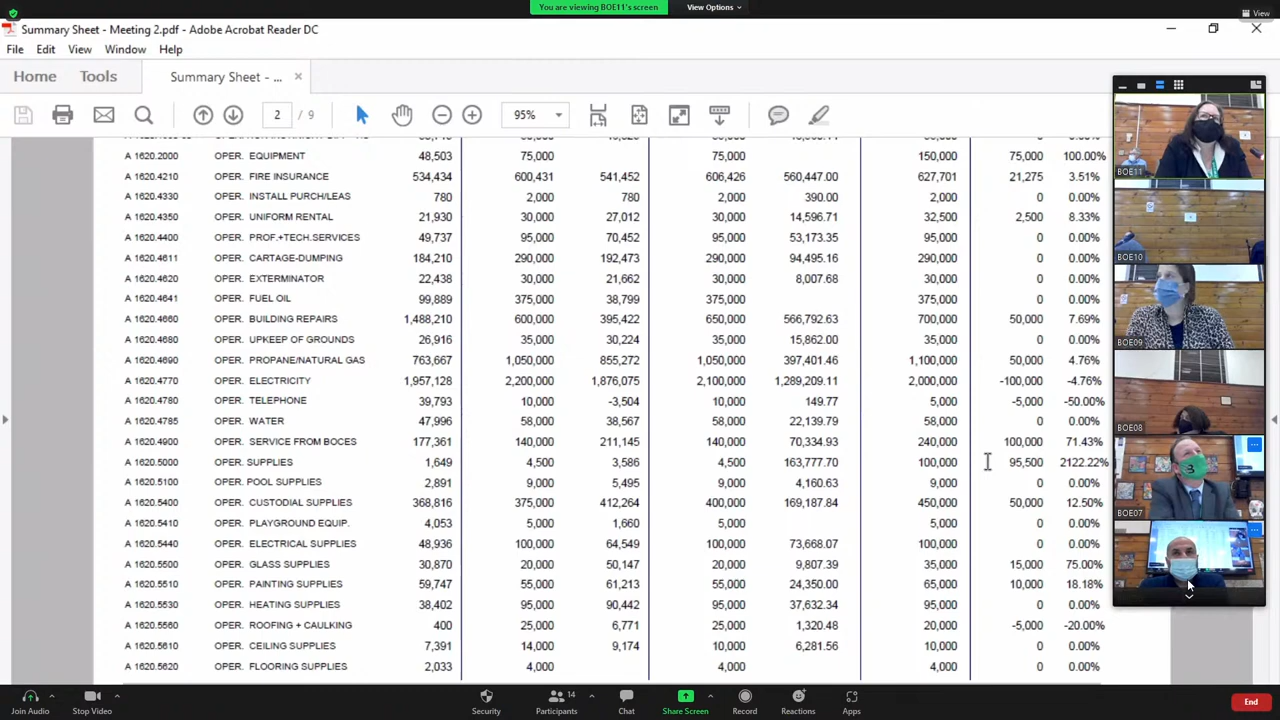 You are viewing BOE11's screen View Options
View
Summary Sheet - Meeting 2.pdf - Adobe Acrobat Reader DC
File Edit View Window Help
Home Tools Summary Sheet - ... ×
2 / 9 95%
A 1620.2000 OPER. EQUIPMENT 48,503 75,000 75,000 150,000 75,000 100.00%
A 1620.4210 OPER. FIRE INSURANCE 534,434 600,431 541,452 606,426 560,447.00 627,701 21,275 3.51%
A 1620.4330 OPER. INSTALL PURCH/LEAS 780 2,000 780 2,000 390.00 2,000 0 0.00%
A 1620.4350 OPER. UNIFORM RENTAL 21,930 30,000 27,012 30,000 14,596.71 32,500 2,500 8.33%
A 1620.4400 OPER. PROF.+TECH.SERVICES 49,737 95,000 70,452 95,000 53,173.35 95,000 0 0.00%
A 1620.4611 OPER. CARTAGE-DUMPING 184,210 290,000 192,473 290,000 94,495.16 290,000 0 0.00%
A 1620.4620 OPER. EXTERMINATOR 22,438 30,000 21,662 30,000 8,007.68 30,000 0 0.00%
A 1620.4641 OPER. FUEL OIL 99,889 375,000 38,799 375,000 375,000 0 0.00%
A 1620.4660 OPER. BUILDING REPAIRS 1,488,210 600,000 395,422 650,000 566,792.63 700,000 50,000 7.69%
A 1620.4680 OPER. UPKEEP OF GROUNDS 26,916 35,000 30,224 35,000 15,862.00 35,000 0 0.00%
A 1620.4690 OPER. PROPANE/NATURAL GAS 763,667 1,050,000 855,272 1,050,000 397,401.46 1,100,000 50,000 4.76%
A 1620.4770 OPER. ELECTRICITY 1,957,128 2,200,000 1,876,075 2,100,000 1,289,209.11 2,000,000 -100,000 -4.76%
A 1620.4780 OPER. TELEPHONE 39,793 10,000 -3,504 10,000 149.77 5,000 -5,000 -50.00%
A 1620.4785 OPER. WATER 47,996 58,000 38,567 58,000 22,139.79 58,000 0 0.00%
A 1620.4900 OPER. SERVICE FROM BOCES 177,361 140,000 211,145 140,000 70,334.93 240,000 100,000 71.43%
A 1620.5000 OPER. SUPPLIES 1,649 4,500 3,586 4,500 163,777.70 100,000 95,500 2122.22%
A 1620.5100 OPER. POOL SUPPLIES 2,891 9,000 5,495 9,000 4,160.63 9,000 0 0.00%
A 1620.5400 OPER. CUSTODIAL SUPPLIES 368,816 375,000 412,264 400,000 169,187.84 450,000 50,000 12.50%
A 1620.5410 OPER. PLAYGROUND EQUIP. 4,053 5,000 1,660 5,000 5,000 0 0.00%
A 1620.5440 OPER. ELECTRICAL SUPPLIES 48,936 100,000 64,549 100,000 73,668.07 100,000 0 0.00%
A 1620.5500 OPER. GLASS SUPPLIES 30,870 20,000 50,147 20,000 9,807.39 35,000 15,000 75.00%
A 1620.5510 OPER. PAINTING SUPPLIES 59,747 55,000 61,213 55,000 24,350.00 65,000 10,000 18.18%
A 1620.5530 OPER. HEATING SUPPLIES 38,402 95,000 90,442 95,000 37,632.34 95,000 0 0.00%
A 1620.5560 OPER. ROOFING + CAULKING 400 25,000 6,771 25,000 1,320.48 20,000 -5,000 -20.00%
A 1620.5610 OPER. CEILING SUPPLIES 7,391 14,000 9,174 10,000 6,281.56 10,000 0 0.00%
A 1620.5620 OPER. FLOORING SUPPLIES 2,033 4,000 4,000 4,000 0 0.00%
BOE11
BOE10
BOE09
BOE08
BOE07
Join Audio Stop Video Security Participants 14 Chat Share Screen Record Reactions Apps End